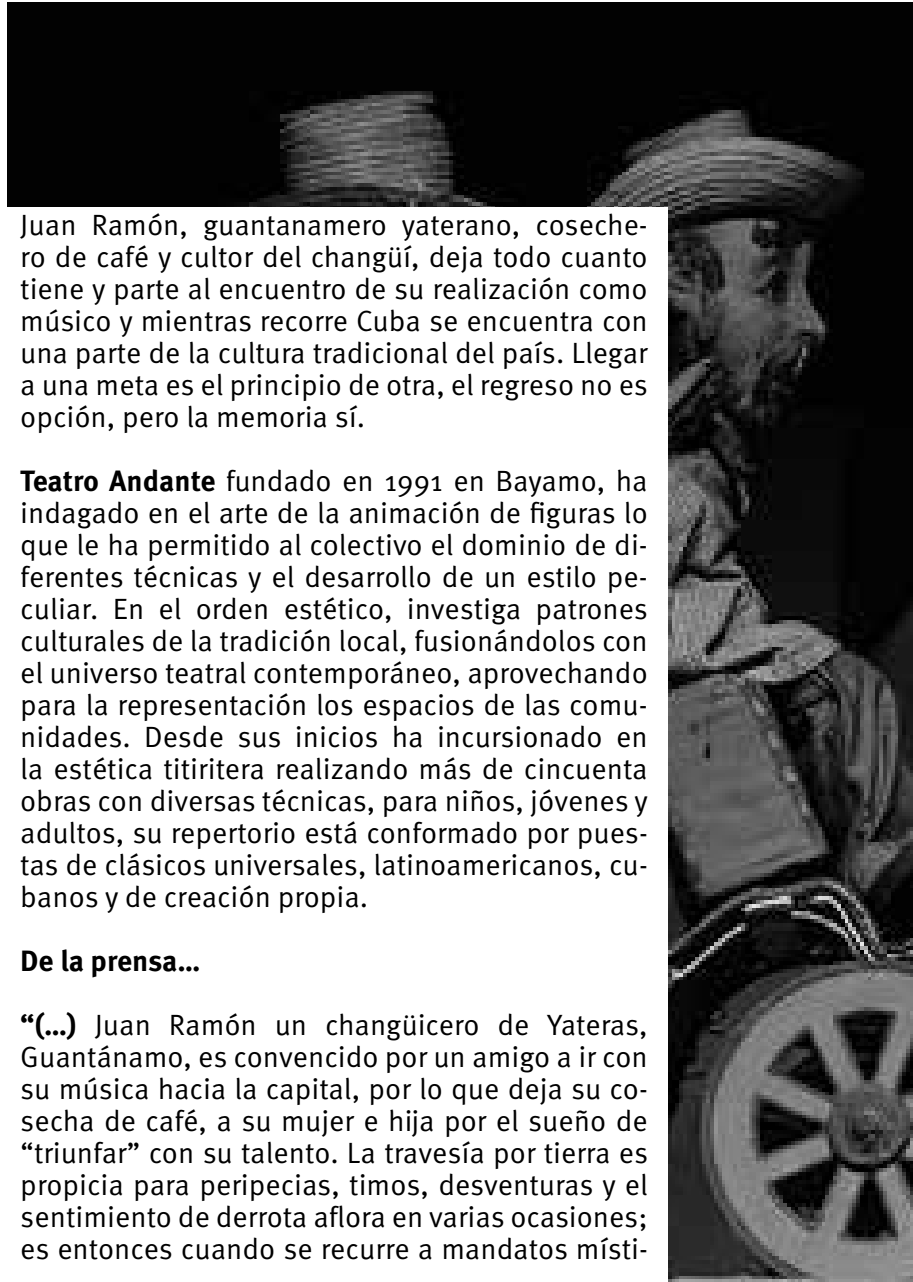 Juan Ramón, guantanamero yaterano, coseche-
ro de café y cultor del changüí, deja todo cuanto
tiene y parte al encuentro de su realización como
músico y mientras recorre Cuba se encuentra con
una parte de la cultura tradicional del país. Llegar
a una meta es el principio de otra, el regreso no es
opción, pero la memoria sí.
Teatro Andante fundado en 1991 en Bayamo, ha
indagado en el arte de la animación de figuras lo
que le ha permitido al colectivo el dominio de di-
ferentes técnicas y el desarrollo de un estilo pe-
culiar. En el orden estético, investiga patrones
culturales de la tradición local, fusionándolos con
el universo teatral contemporáneo, aprovechando
para la representación los espacios de las comu-
nidades. Desde sus inicios ha incursionado en
la estética titiritera realizando más de cincuenta
obras con diversas técnicas, para niños, jóvenes y
adultos, su repertorio está conformado por pues-
tas de clásicos universales, latinoamericanos, cu-
banos y de creación propia.
De la prensa...
“(...) Juan Ramón un changüicero de Yateras,
Guantánamo, es convencido por un amigo a ir con
su música hacia la capital, por lo que deja su co-
secha de café, a su mujer e hija por el sueño de
“triunfar” con su talento. La travesía por tierra es
propicia para peripecias, timos, desventuras y el
sentimiento de derrota aflora en varias ocasiones;
es entonces cuando se recurre a mandatos místi-